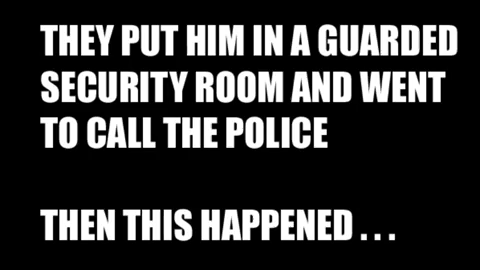 THEY PUT HIM IN A GUARDED
SECURITY ROOM AND WENT
TO CALL THE POLICE
THEN THIS HAPPENED . . .